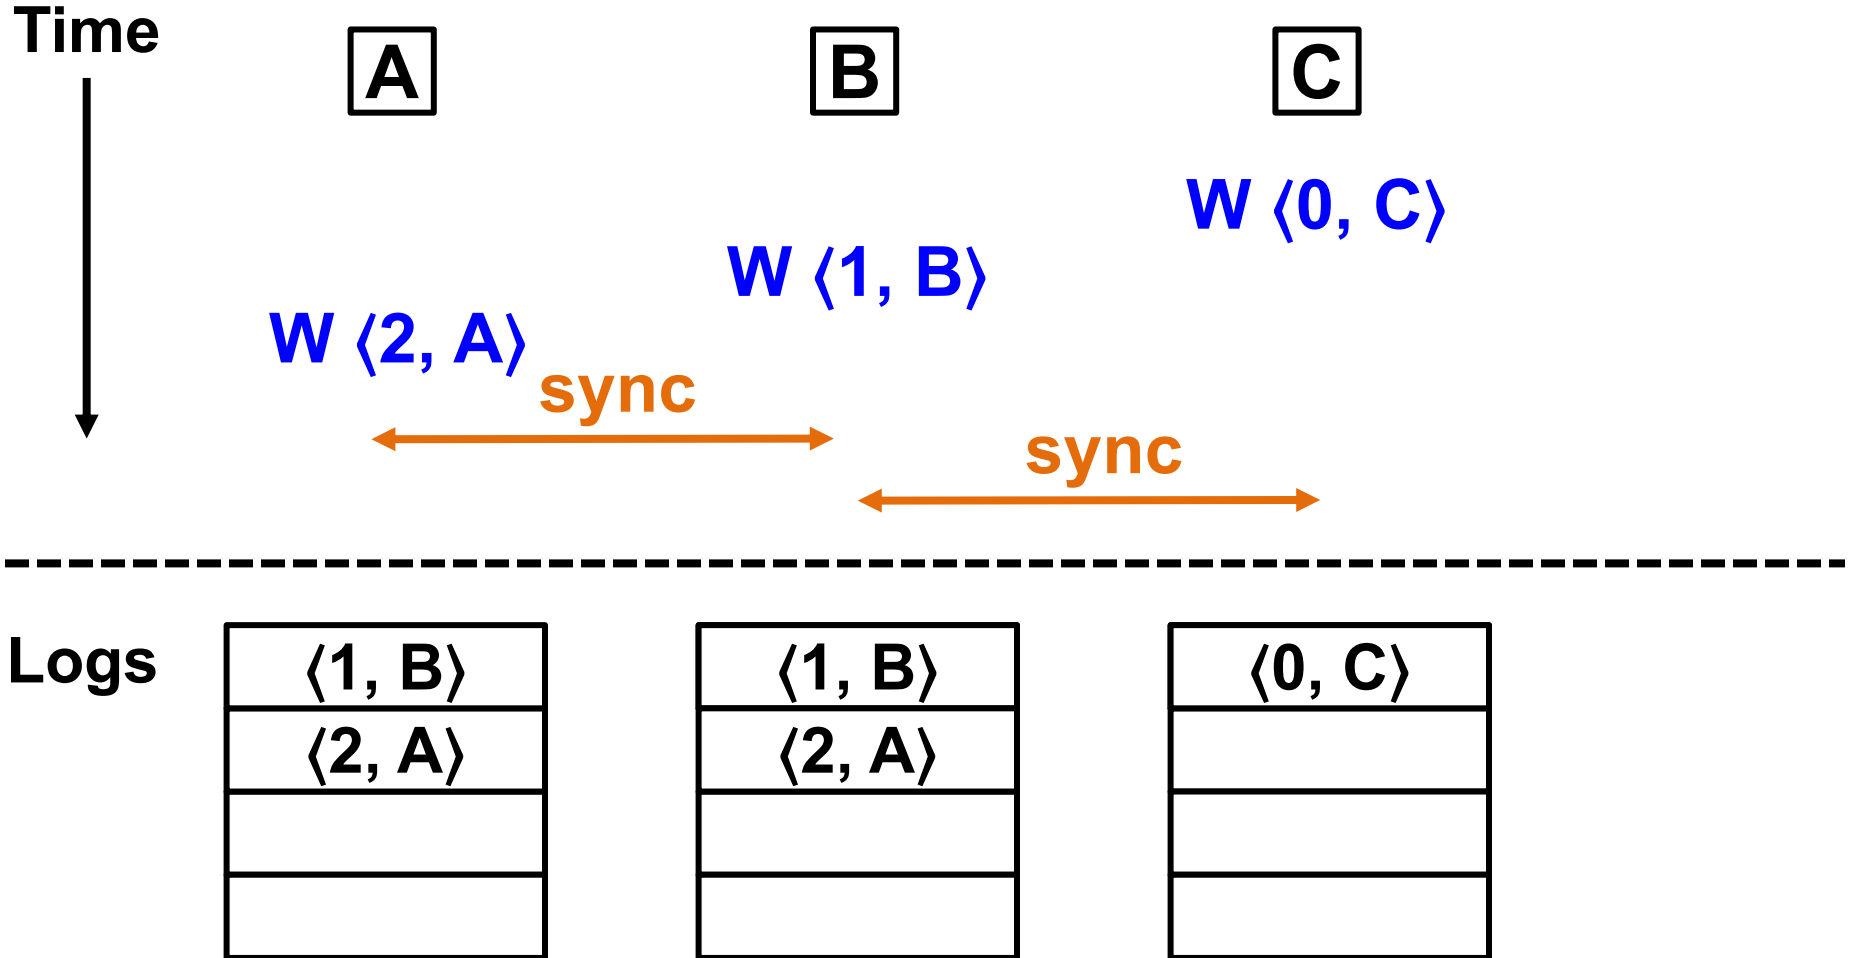 Time
A
B
C
W ⟨0, C⟩
W ⟨1, B⟩
W ⟨2, A⟩
sync
sync
Logs
⟨1, B⟩
⟨1, B⟩
⟨0, C⟩
⟨2, A⟩
⟨2, A⟩